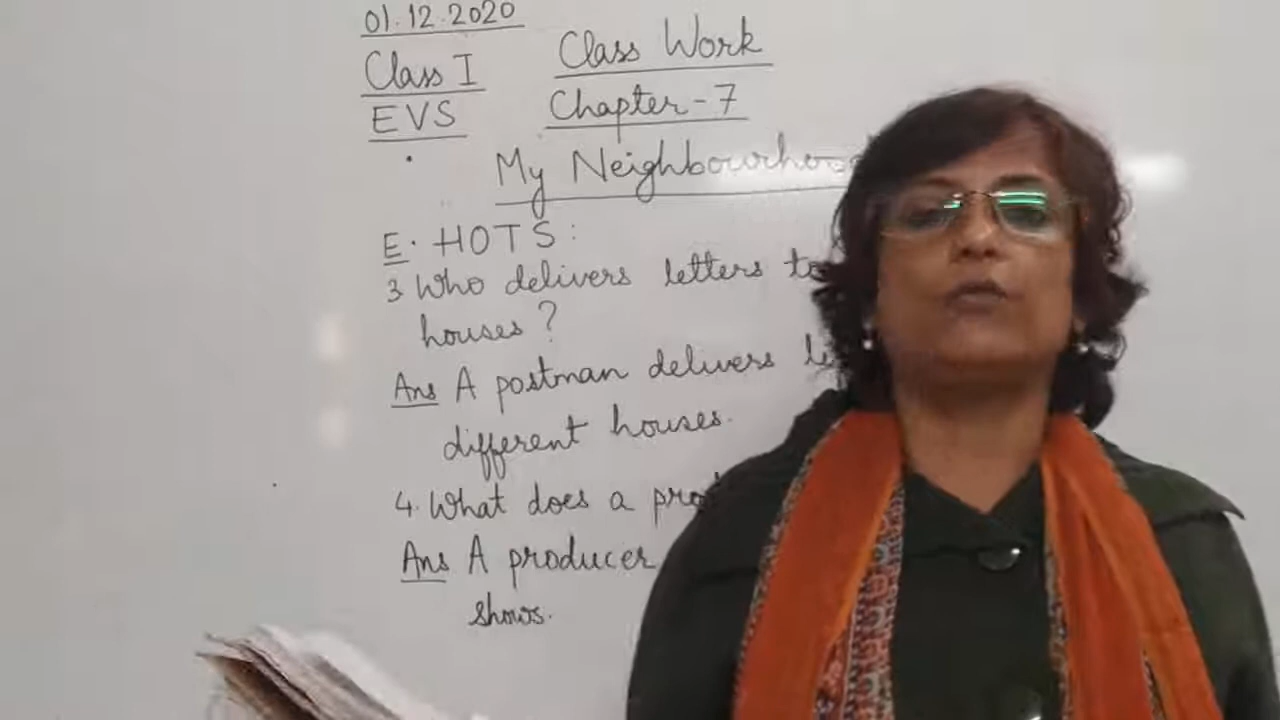 01.12.2020
Class I Class Work
EVS Chapter-7
My Neighbourhoo
E. HOTS:
3 Who delivers letters to
houses?
Ans A postman delivers le
different houses.
4. What does a pro
Ans A producer
shows.